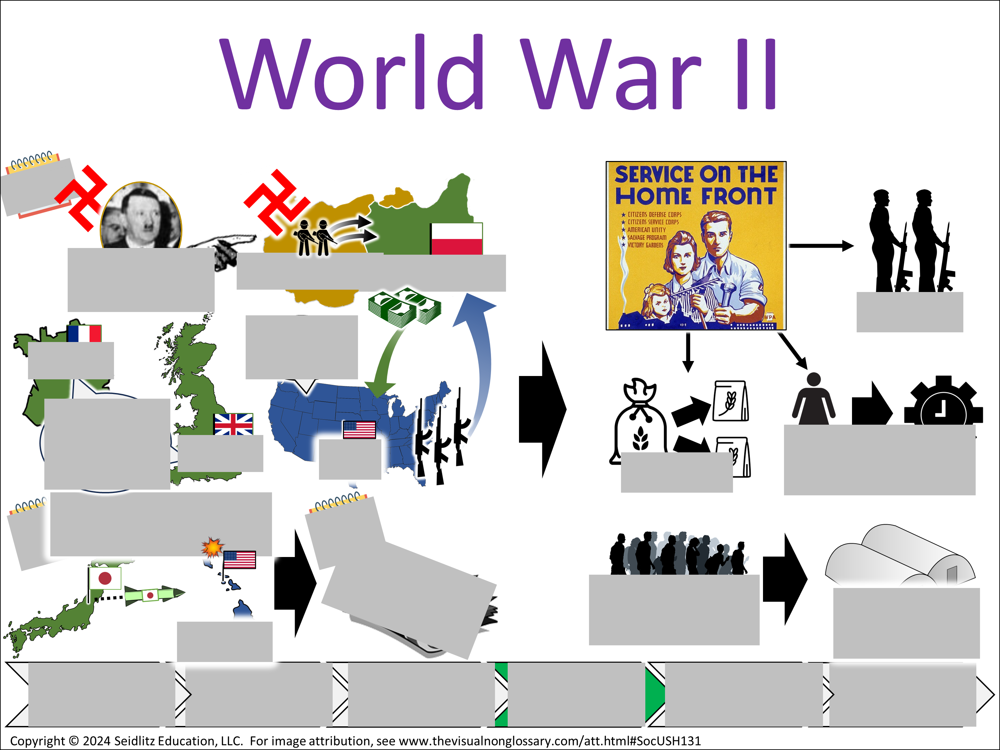 World War II
SERVICE ON THE
HOME FRONT
★ CITIZENS DEFENSE CORPS
★ CITIZENS SERVICE CORPS
★ AMERICAN UNITY
★ SALVAGE PROGRAM
★ VICTORY GARDENS
WPA
Copyright © 2024 Seidlitz Education, LLC.  For image attribution, see www.thevisualnonglossary.com/att.html#SocUSH131